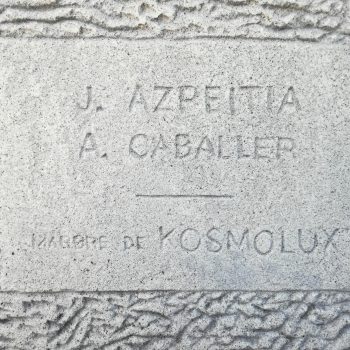 J. AZPEITIA
A. CABALLER
MARBRE DE KOSMOLUX